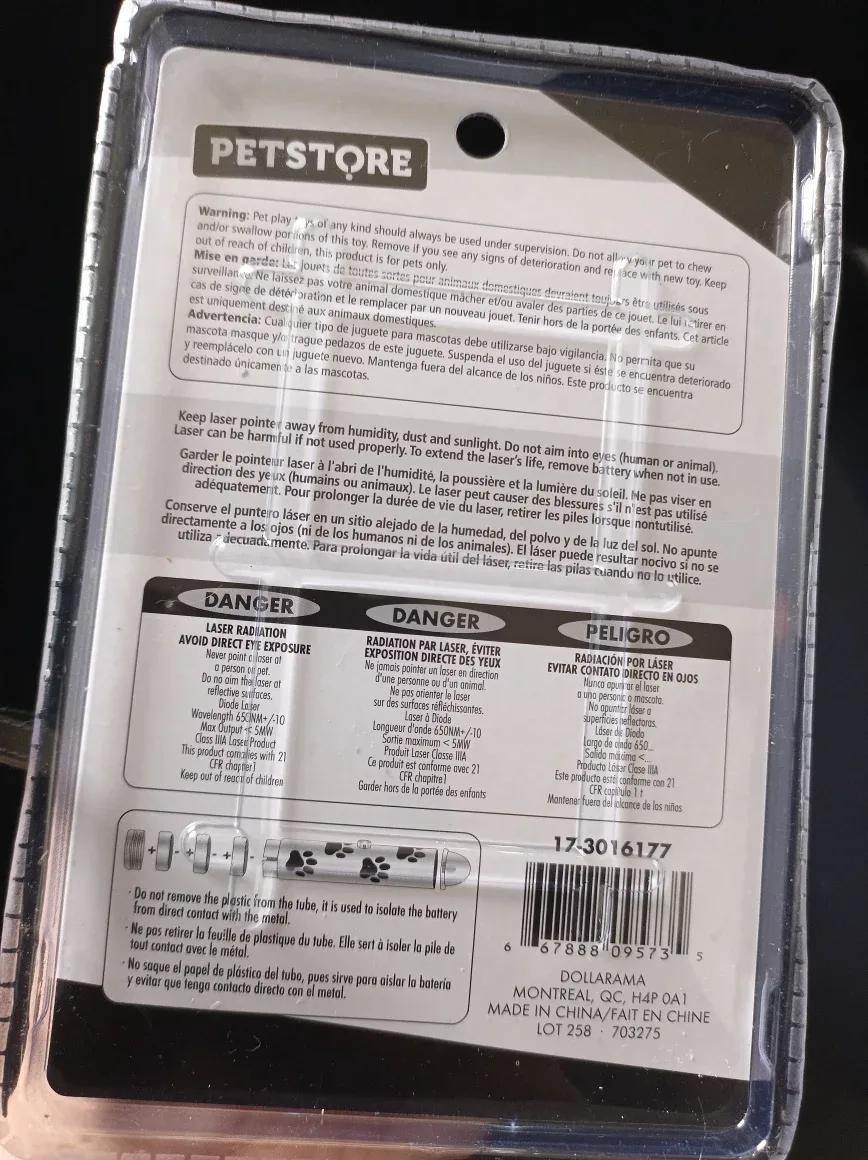 PETSTORE
Warning: Pet play toys of any kind should always be used under supervision. Do not allow your pet to chew
and/or swallow portions of this toy. Remove if you see any signs of deterioration and replace with new toy. Keep
out of reach of children, this product is for pets only.
Mise en garde: Les jouets de toutes sortes pour animaux domestiques devraient toujours être utilisés sous
surveillance. Ne laissez pas votre animal domestique mâcher et/ou avaler des parties de ce jouet. Le lui retirer en
cas de signe de détérioration et le remplacer par un nouveau jouet. Tenir hors de la portée des enfants. Cet article
est uniquement destiné aux animaux domestiques.
Advertencia: Cualquier tipo de juguete para mascotas debe utilizarse bajo vigilancia. No permita que su
mascota masque y/o trague pedazos de este juguete. Suspenda el uso del juguete si éste se encuentra deteriorado
y reemplácelo con un juguete nuevo. Mantenga fuera del alcance de los niños. Este producto se encuentra
destinado únicamente a las mascotas.
Keep laser pointer away from humidity, dust and sunlight. Do not aim into eyes (human or animal).
Laser can be harmful if not used properly. To extend the laser's life, remove battery when not in use.
Garder le pointeur laser à l'abri de l'humidité, la poussière et la lumière du soleil. Ne pas viser en
direction des yeux (humains ou animaux). Le laser peut causer des blessures s'il n'est pas utilisé
adéquatement. Pour prolonger la durée de vie du laser, retirer les piles lorsque nontutilisé.
Conserve el puntero láser en un sitio alejado de la humedad, del polvo y de la luz del sol. No apunte
directamente a los ojos (ni de los humanos ni de los animales). El láser puede resultar nocivo si no se
utiliza adecuadamente. Para prolongar la vida útil del láser, retire las pilas cuando no lo utilice.
DANGER
LASER RADIATION
AVOID DIRECT EYE EXPOSURE
Never point a laser at
a person or pet.
Do no aim the laser at
reflective surfaces.
Diode Laser
Wavelength 650NM+/-10
Max Output < 5MW
Class IIIA Laser Product
This product complies with 21
CFR chapter1
Keep out of reach of children
DANGER
RADIATION PAR LASER, ÉVITER
EXPOSITION DIRECTE DES YEUX
Ne jamais pointer un laser en direction
d'une personne ou d'un animal.
Ne pas orienter le laser
sur des surfaces réfléchissantes.
Laser à Diode
Longueur d'onde 650NM+/-10
Sortie maximum < 5MW
Produit Laser Classe IIIA
Ce produit est conforme avec 21
CFR chapitre1
Garder hors de la portée des enfants
PELIGRO
RADIACIÓN POR LÁSER
EVITAR CONTATO DIRECTO EN OJOS
Nunca apuntar el laser
a una persona o mascota.
No apuntar láser a
superficies reflectoras.
Láser de Diodo
Largo de onda 650...
Salida máxima <...
Producto Láser Clase IIIA
Este producto está conforme con 21
CFR capítulo 1 t
Mantener fuera del alcance de los niños
+ - + - + -
· Do not remove the plastic from the tube, it is used to isolate the battery
from direct contact with the metal.
· Ne pas retirer la feuille de plastique du tube. Elle sert à isoler la pile de
tout contact avec le métal.
· No saque el papel de plástico del tubo, pues sirve para aislar la batería
y evitar que tenga contacto directo con el metal.
17-3016177
6 67888 09573 5
DOLLARAMA
MONTREAL, QC, H4P 0A1
MADE IN CHINA/FAIT EN CHINE
LOT 258 · 703275